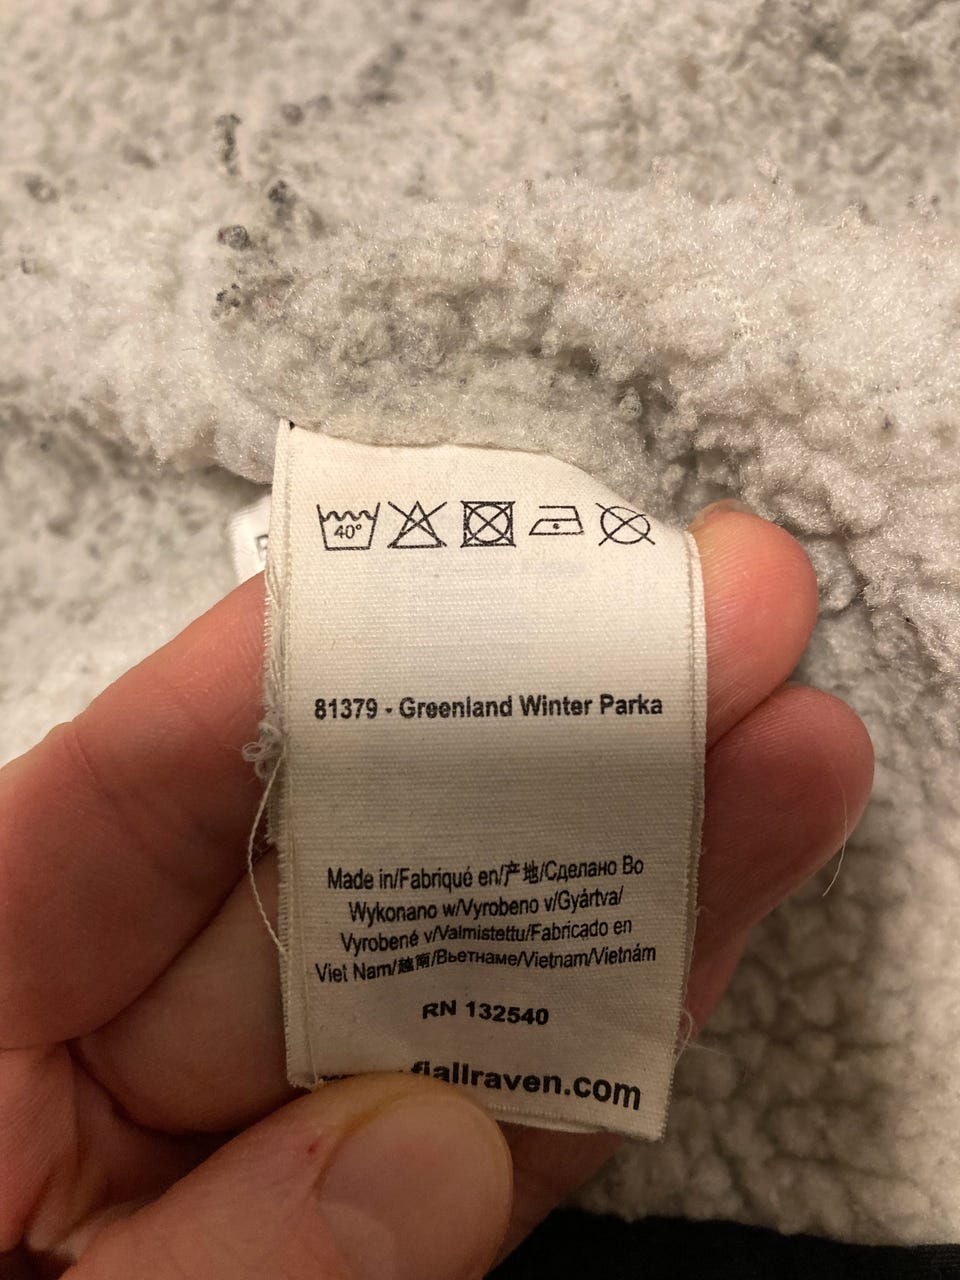 40°
81379 - Greenland Winter Parka
Made in/Fabriqué en/产地/Сделано Во
Wykonano w/Vyrobeno v/Gyártva/
Vyrobené v/Valmistettu/Fabricado en
Viet Nam/越南/Вьетнаме/Vietnam/Vietnám
RN 132540
fjallraven.com